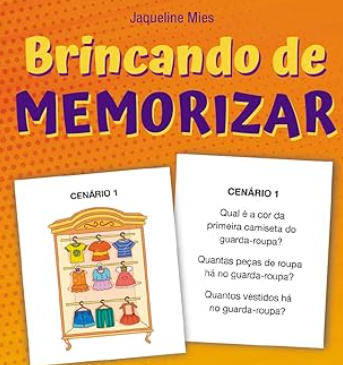 Jaqueline Mies
Brincando de
MEMORIZAR
CENÁRIO 1
CENÁRIO 1
Qual é a cor da
primeira camiseta do
guarda-roupa?
Quantas peças de roupa
há no guarda-roupa?
Quantos vestidos há
no guarda-roupa?